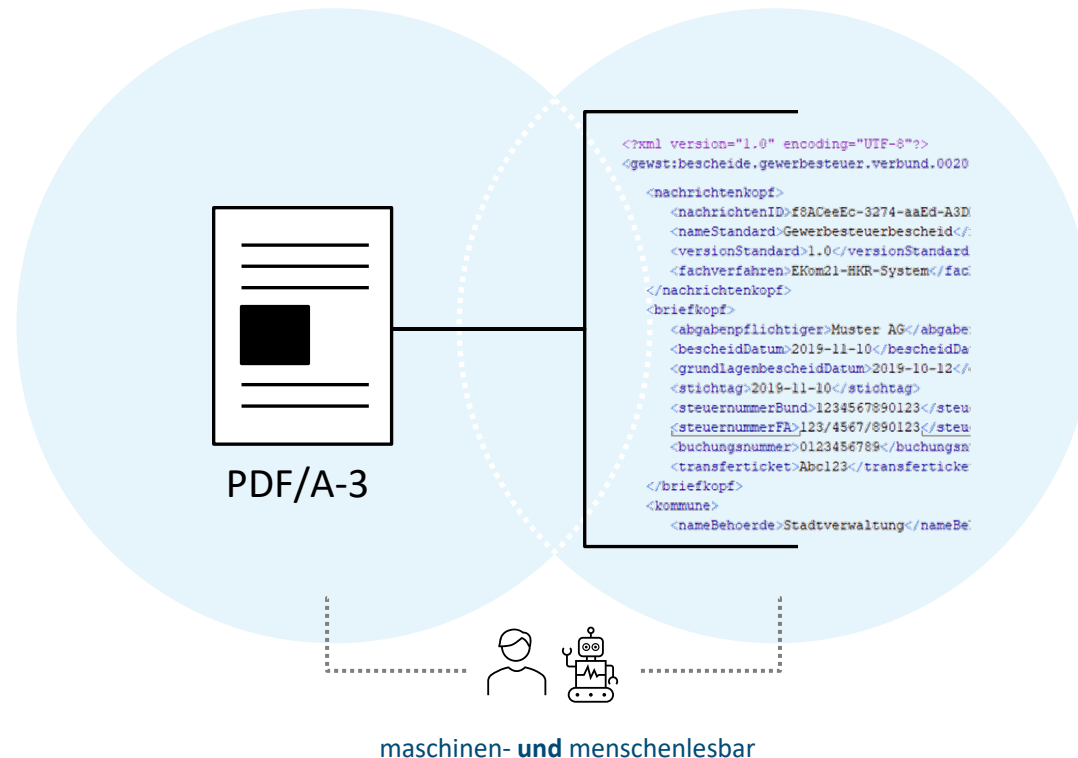 <?xml version="1.0" encoding="UTF-8"?>
<gewst:bescheide.gewerbesteuer.verbund.0020
<nachrichtenkopf>
<nachrichtenID>f8ACeeEc-3274-aaEd-A3D
<nameStandard>Gewerbesteuerbescheid</
<versionStandard>1.0</versionStandard
<fachverfahren>EKom21-HKR-System</fac
</nachrichtenkopf>
<briefkopf>
<abgabenpflichtiger>Muster AG</abgabe
<bescheidDatum>2019-11-10</bescheidDa
<grundlagenbescheidDatum>2019-10-12</
<stichtag>2019-11-10</stichtag>
<steuernummerBund>1234567890123</steu
<steuernummerFA>123/4567/890123</steu
<buchungsnummer>0123456789</buchungsn
<transferticket>Abc123</transferticke
</briefkopf>
<kommune>
<nameBehoerde>Stadtverwaltung</nameBe
PDF/A-3
maschinen- und menschenlesbar